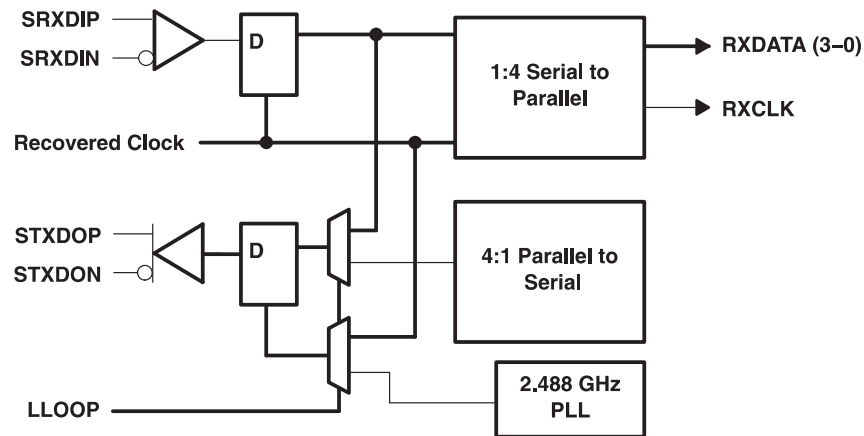 SRXDIP
SRXDIN
D
1:4 Serial to
Parallel
RXDATA (3–0)
RXCLK
Recovered Clock
STXDOP
STXDON
D
4:1 Parallel to
Serial
2.488 GHz
PLL
LLOOP